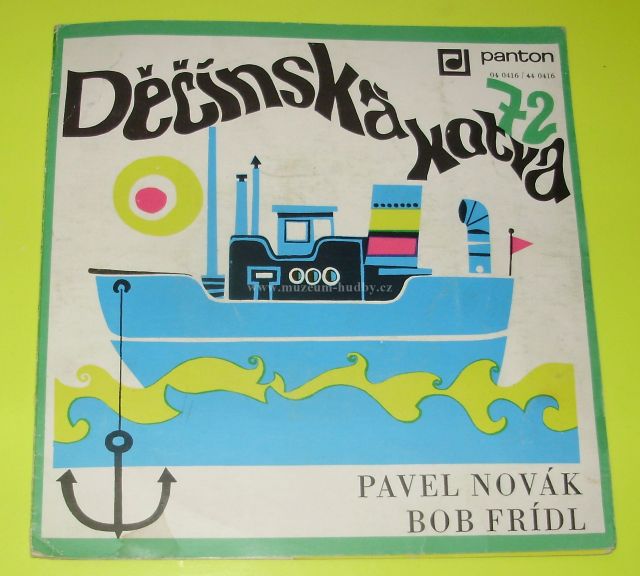 panton
04 0416 / 44 0416
Děčínská kotva
72
www.muzeum-hudby.cz
PAVEL NOVÁK
BOB FRÍDL